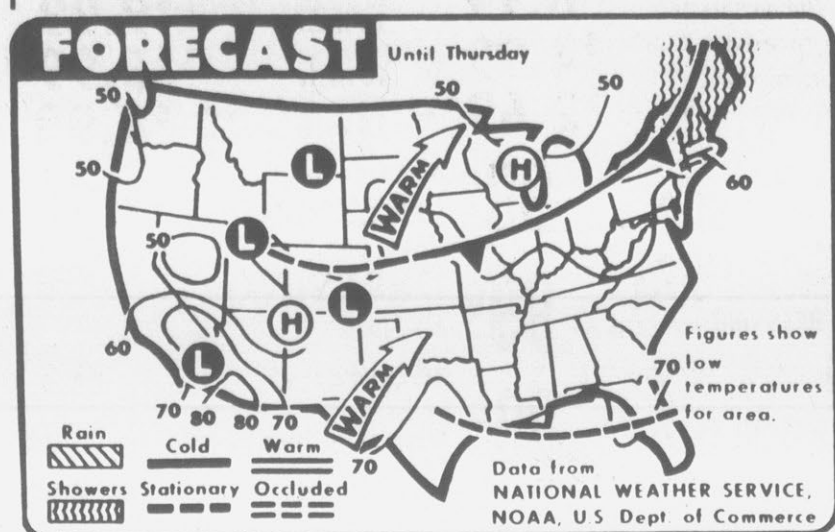 FORECAST Until Thursday
50
50
50
50
50
60
60
70
80
80
70
70
70
L
L
L
L
H
H
WARM
WARM
Figures show
low
temperatures
for area.
Rain Cold Warm
Showers Stationary Occluded
Data from
NATIONAL WEATHER SERVICE,
NOAA, U.S Dept. of Commerce